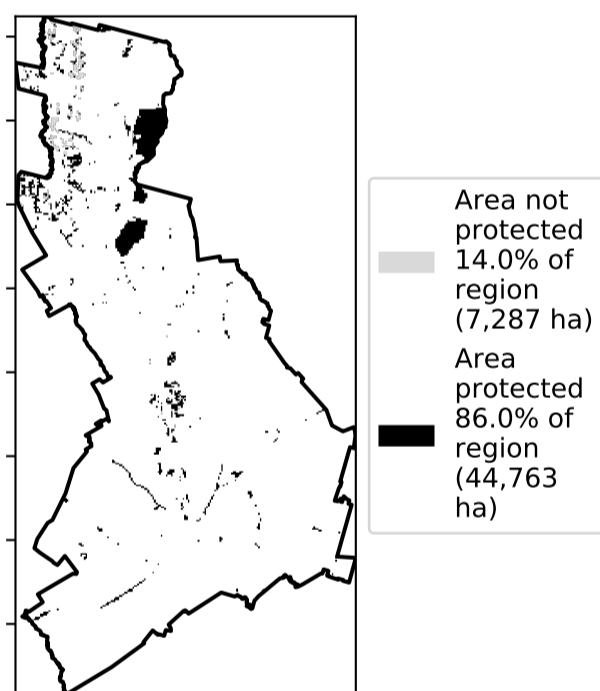 Area not
protected
14.0% of
region
(7,287 ha)
Area
protected
86.0% of
region
(44,763
ha)